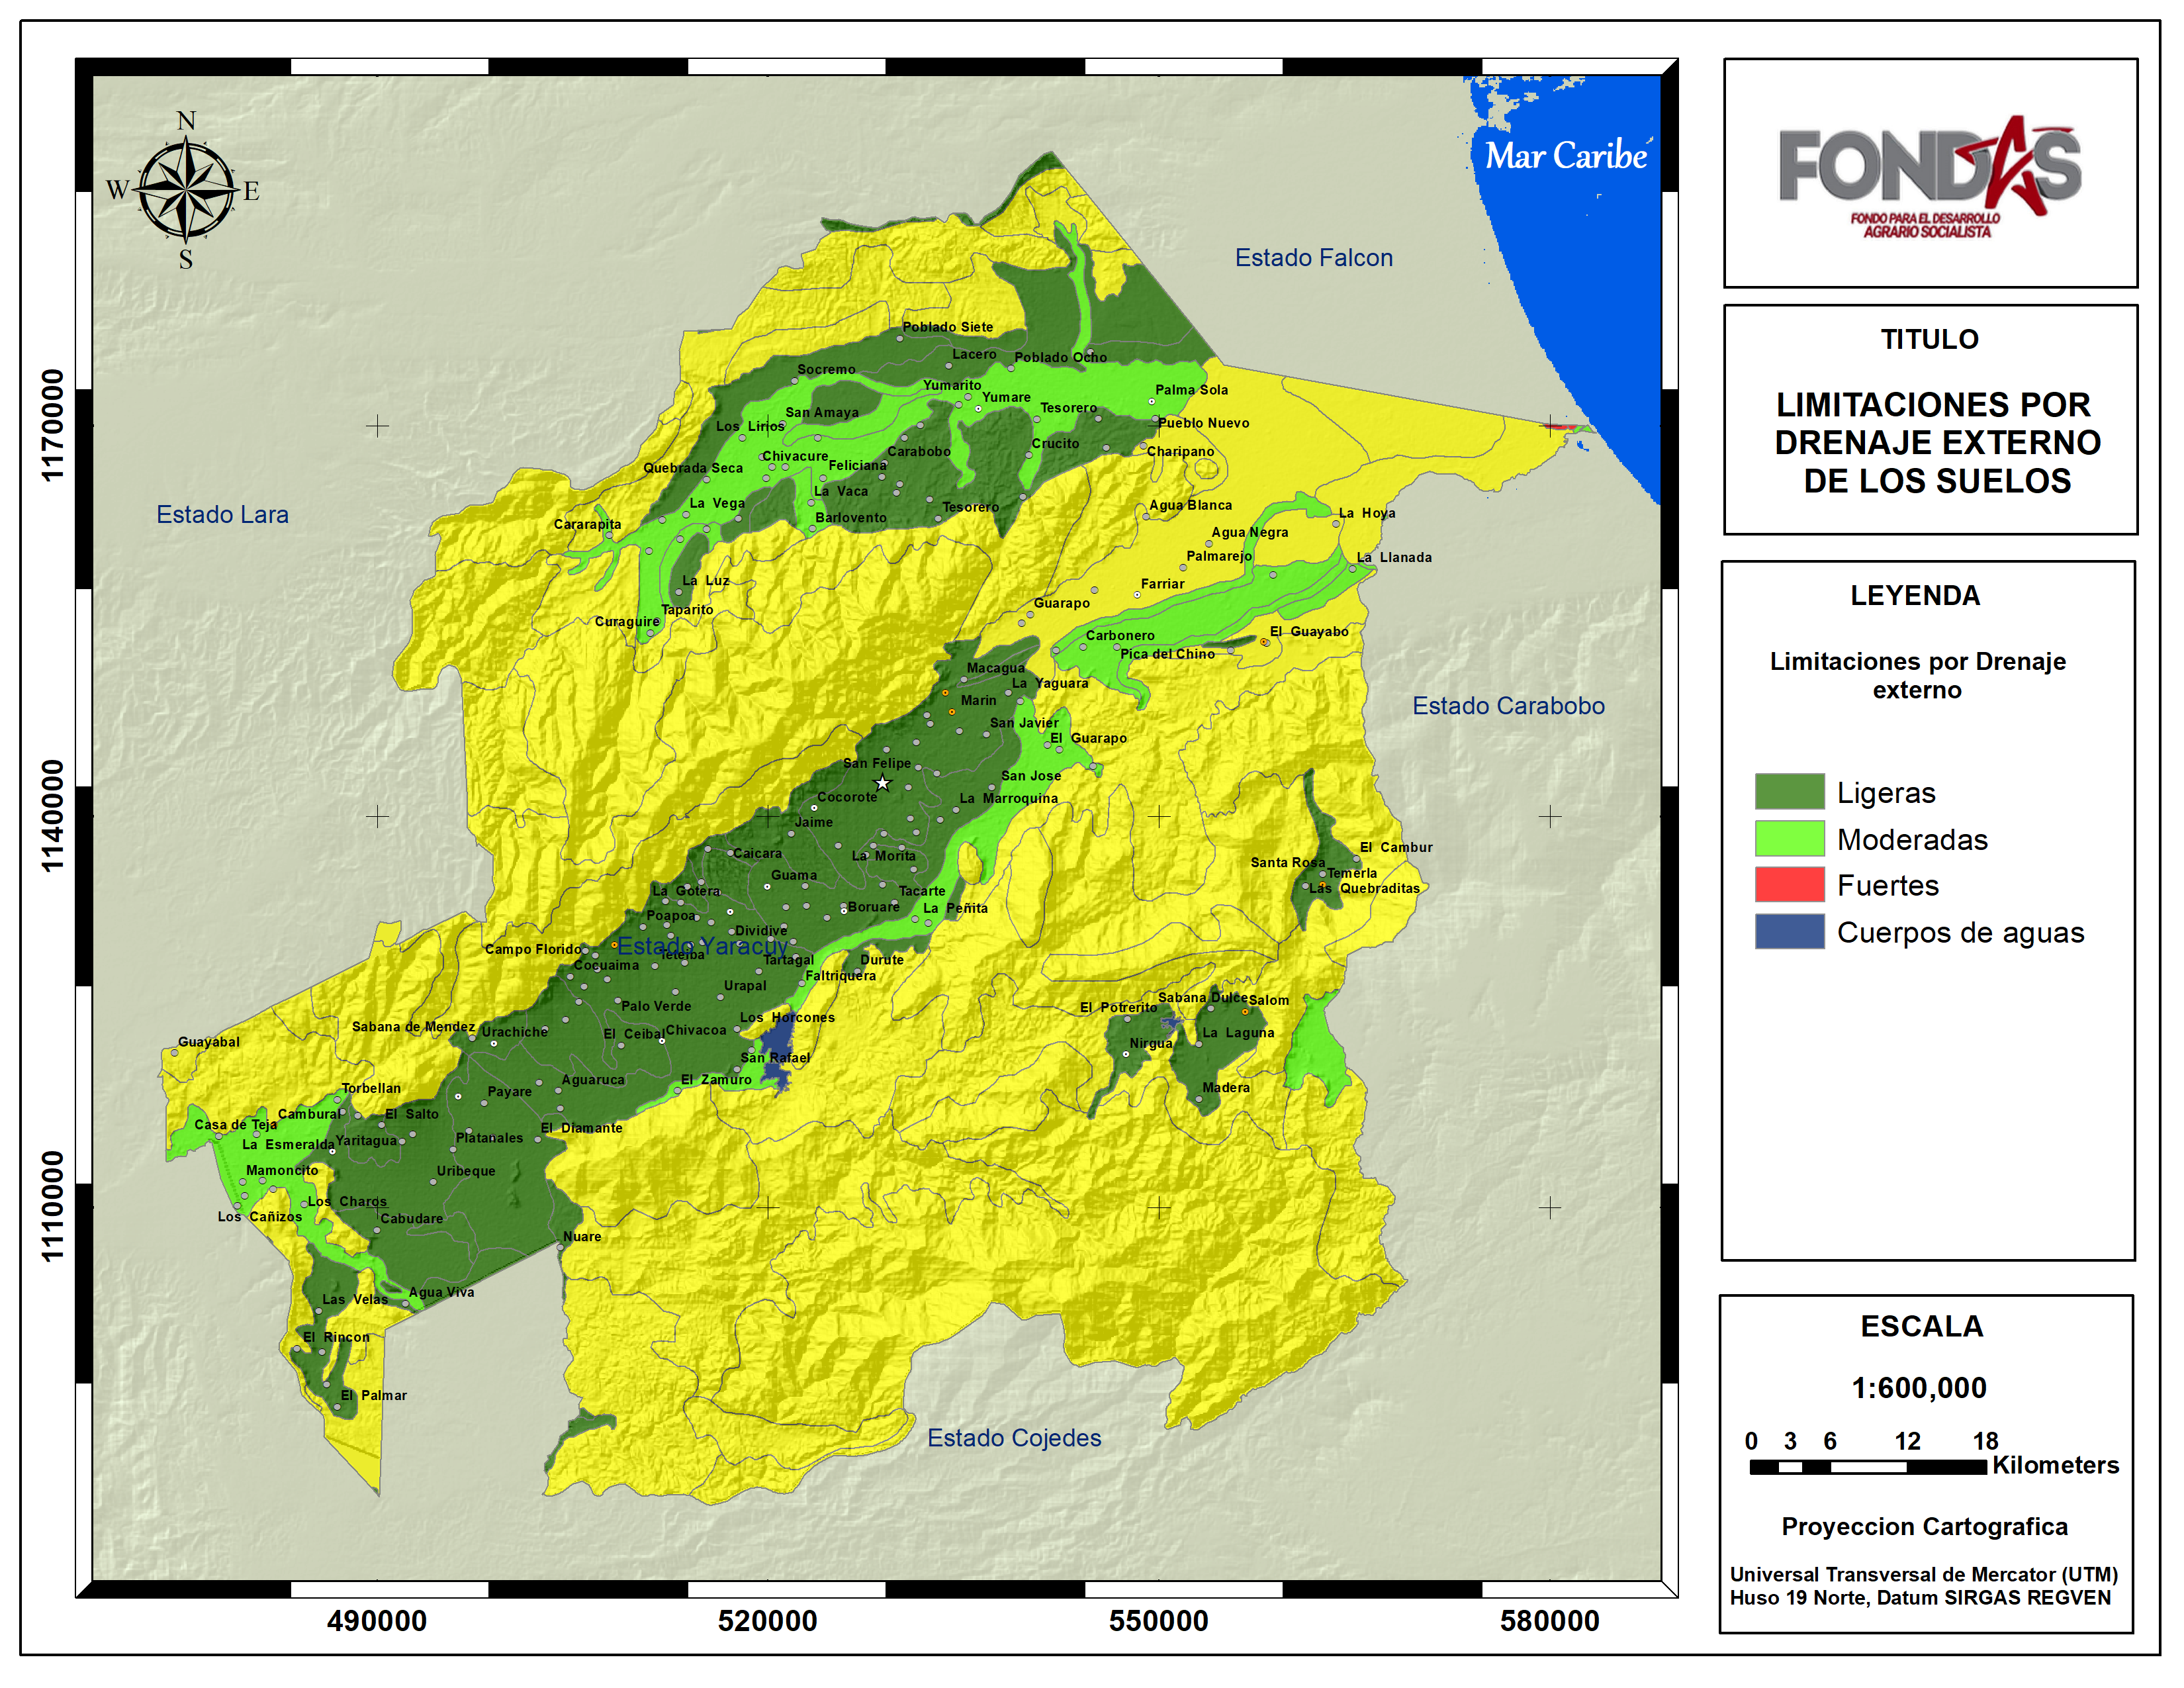 N
W
E
S
Mar Caribe
Estado Falcon
Estado Lara
Estado Carabobo
Estado Yaracuy
Estado Cojedes
Poblado Siete
Lacero
Poblado Ocho
Socremo
Yumarito
Yumare
Palma Sola
San Amaya
Tesorero
Los Lirios
Pueblo Nuevo
Crucito
Carabobo
Charipano
Chivacure
Feliciana
Quebrada Seca
La Vaca
La Vega
Tesorero
Barlovento
Agua Blanca
La Hoya
Cararapita
Agua Negra
Palmarejo
La Llanada
La Luz
Farriar
Taparito
Guarapo
Curaguire
Carbonero
El Guayabo
Pica del Chino
Macagua
La Yaguara
Marin
San Javier
El Guarapo
San Felipe
San Jose
Cocorote
La Marroquina
Jaime
Caicara
La Morita
El Cambur
Santa Rosa
Temerla
Las Quebraditas
Guama
La Gotera
Tacarte
Boruare
La Peñita
Poapoa
Dividive
Campo Florido
Teteiba
Tartagal
Durute
Cocuaima
Faltriquera
Urapal
Palo Verde
Los Horcones
El Potrerito
Sabana Dulce
Salom
Sabana de Mendez
Urachiche
El Ceibal
Chivacoa
La Laguna
Guayabal
Nirgua
San Rafael
El Zamuro
Aguaruca
Torbellan
Payare
Madera
Cambural
El Salto
Casa de Teja
La Esmeralda
Yaritagua
Platanales
El Diamante
Mamoncito
Uribeque
Los Charos
Los Cañizos
Cabudare
Nuare
Agua Viva
Las Velas
El Rincon
El Palmar
1170000
1140000
1110000
490000
520000
550000
580000
FONDAS
FONDO PARA EL DESARROLLO
AGRARIO SOCIALISTA
TITULO
LIMITACIONES POR
DRENAJE EXTERNO
DE LOS SUELOS
LEYENDA
Limitaciones por Drenaje
externo
Ligeras
Moderadas
Fuertes
Cuerpos de aguas
ESCALA
1:600,000
0 3 6 12 18
Kilometers
Proyeccion Cartografica
Universal Transversal de Mercator (UTM)
Huso 19 Norte, Datum SIRGAS REGVEN